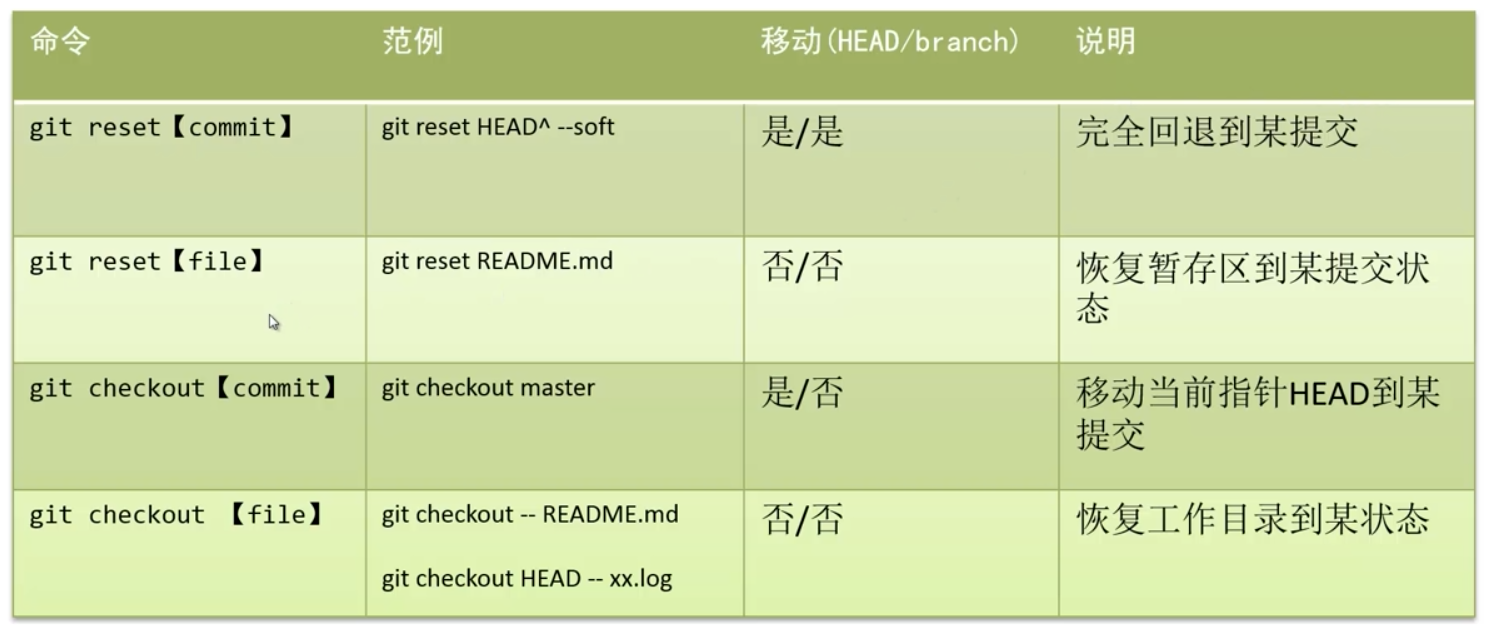 命令 范例 移动(HEAD/branch) 说明
git reset【commit】 git reset HEAD^ --soft 是/是 完全回退到某提交
git reset【file】 git reset README.md 否/否 恢复暂存区到某提交状
态
git checkout【commit】 git checkout master 是/否 移动当前指针HEAD到某
提交
git checkout 【file】 git checkout -- README.md 否/否 恢复工作目录到某状态
git checkout HEAD -- xx.log